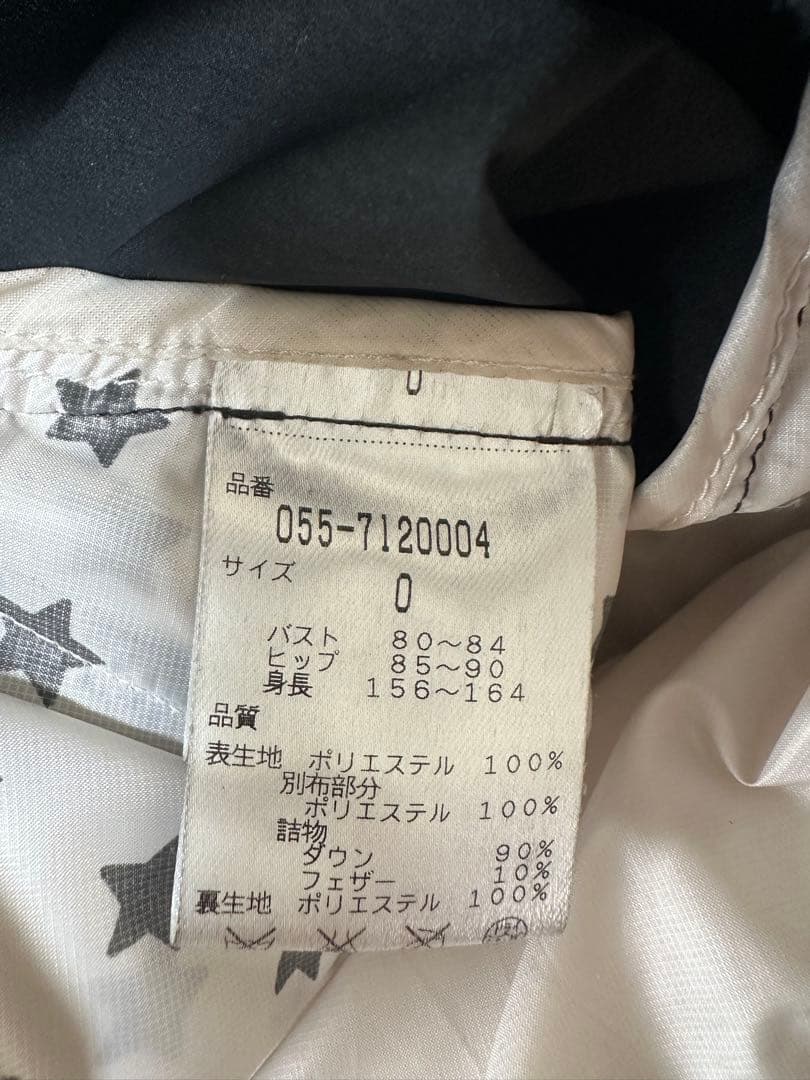 0
品番
055-7120004
サイズ
0
バスト 80～84
ヒップ 85～90
身長 156～164
品質
表生地 ポリエステル 100%
別布部分
ポリエステル 100%
詰物
ダウン 90%
フェザー 10%
裏生地 ポリエステル 100%